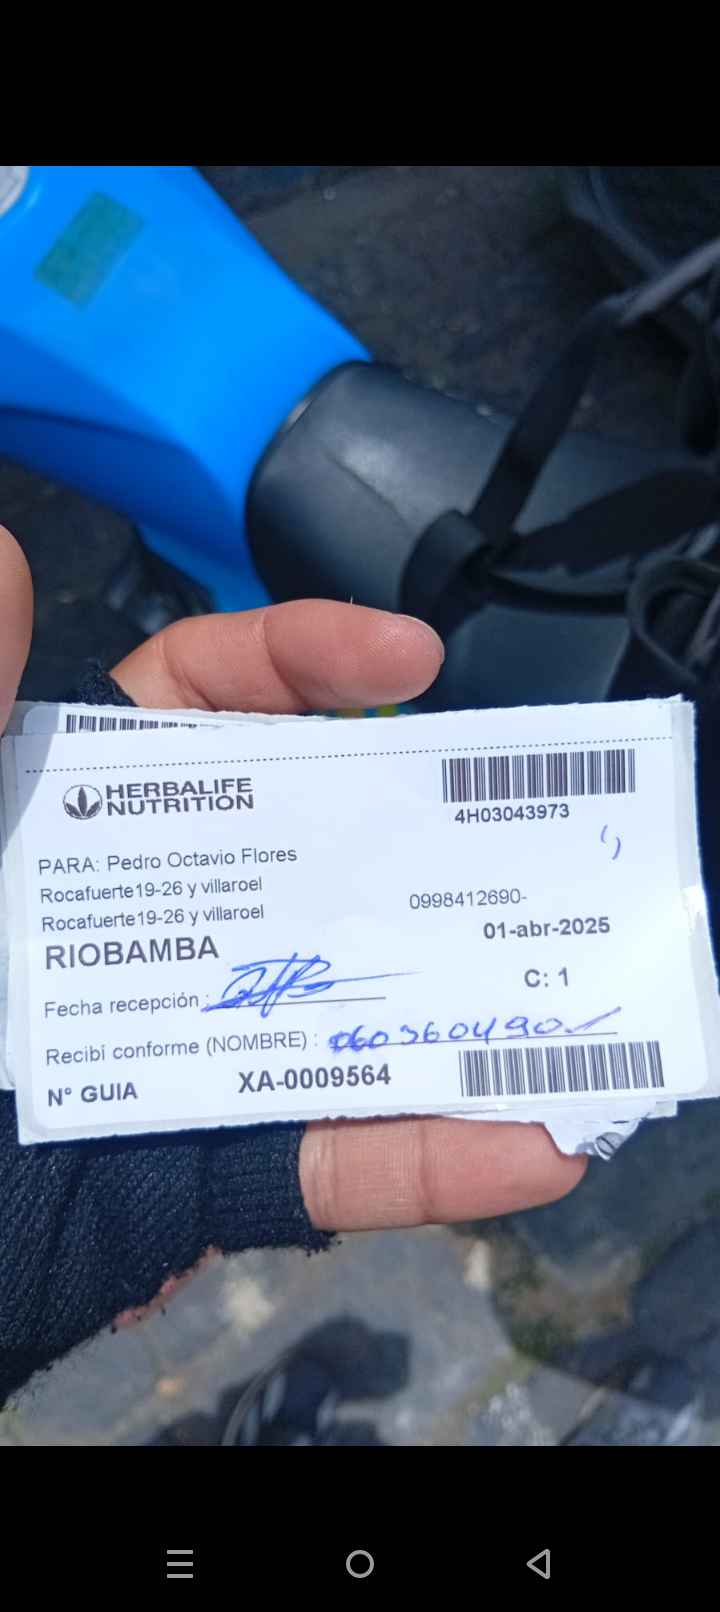 HERBALIFE
NUTRITION
4H03043973
PARA: Pedro Octavio Flores
Rocafuerte19-26 y villaroel
Rocafuerte19-26 y villaroel
0998412690-
RIOBAMBA
01-abr-2025
C: 1
Fecha recepción :
Recibí conforme (NOMBRE) : 060360490
N° GUIA
XA-0009564